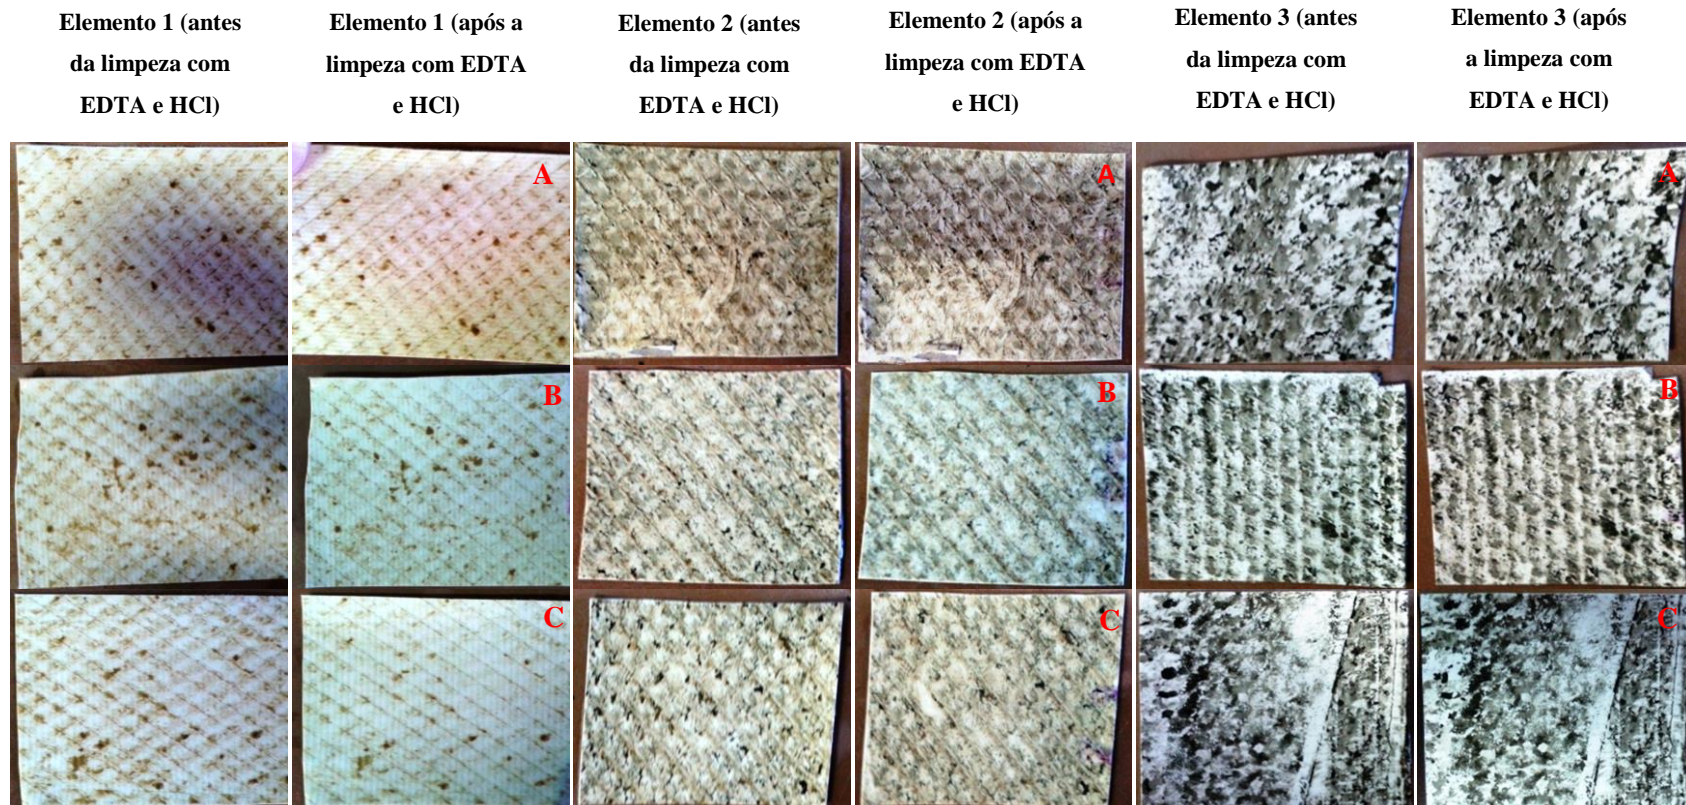 Elemento 1 (antes
da limpeza com
EDTA e HCl)
Elemento 1 (após a
limpeza com EDTA
e HCl)
Elemento 2 (antes
da limpeza com
EDTA e HCl)
Elemento 2 (após a
limpeza com EDTA
e HCl)
Elemento 3 (antes
da limpeza com
EDTA e HCl)
Elemento 3 (após
a limpeza com
EDTA e HCl)
A
A
A
B
B
B
C
C
C